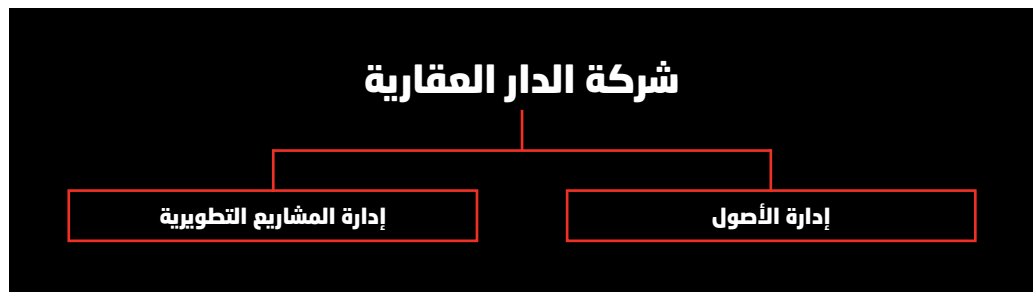 شركة الدار العقارية
إدارة الأصول
إدارة المشاريع التطويرية